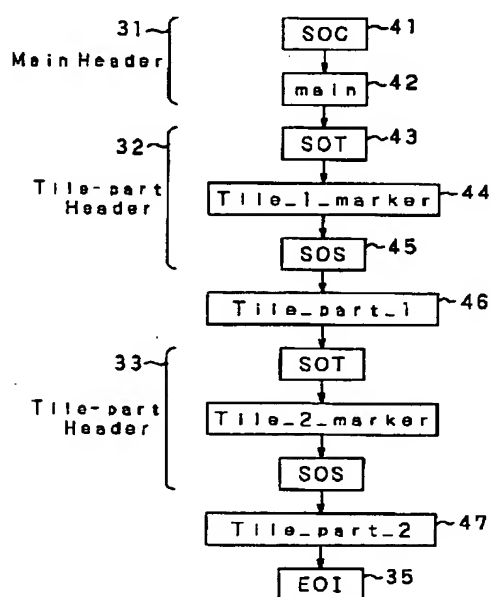 31
Main Header
SOC 41
main 42
32
Tile-part
Header
SOT 43
Tile_1_marker 44
SOS 45
Tile_part_1 46
33
Tile-part
Header
SOT
Tile_2_marker
SOS
Tile_part_2 47
EOI 35